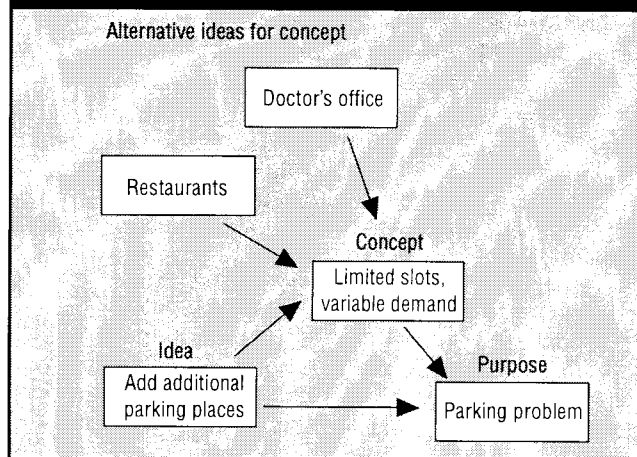 Alternative ideas for concept
Doctor's office
Restaurants
Concept
Limited slots,
variable demand
Idea
Add additional
parking places
Purpose
Parking problem